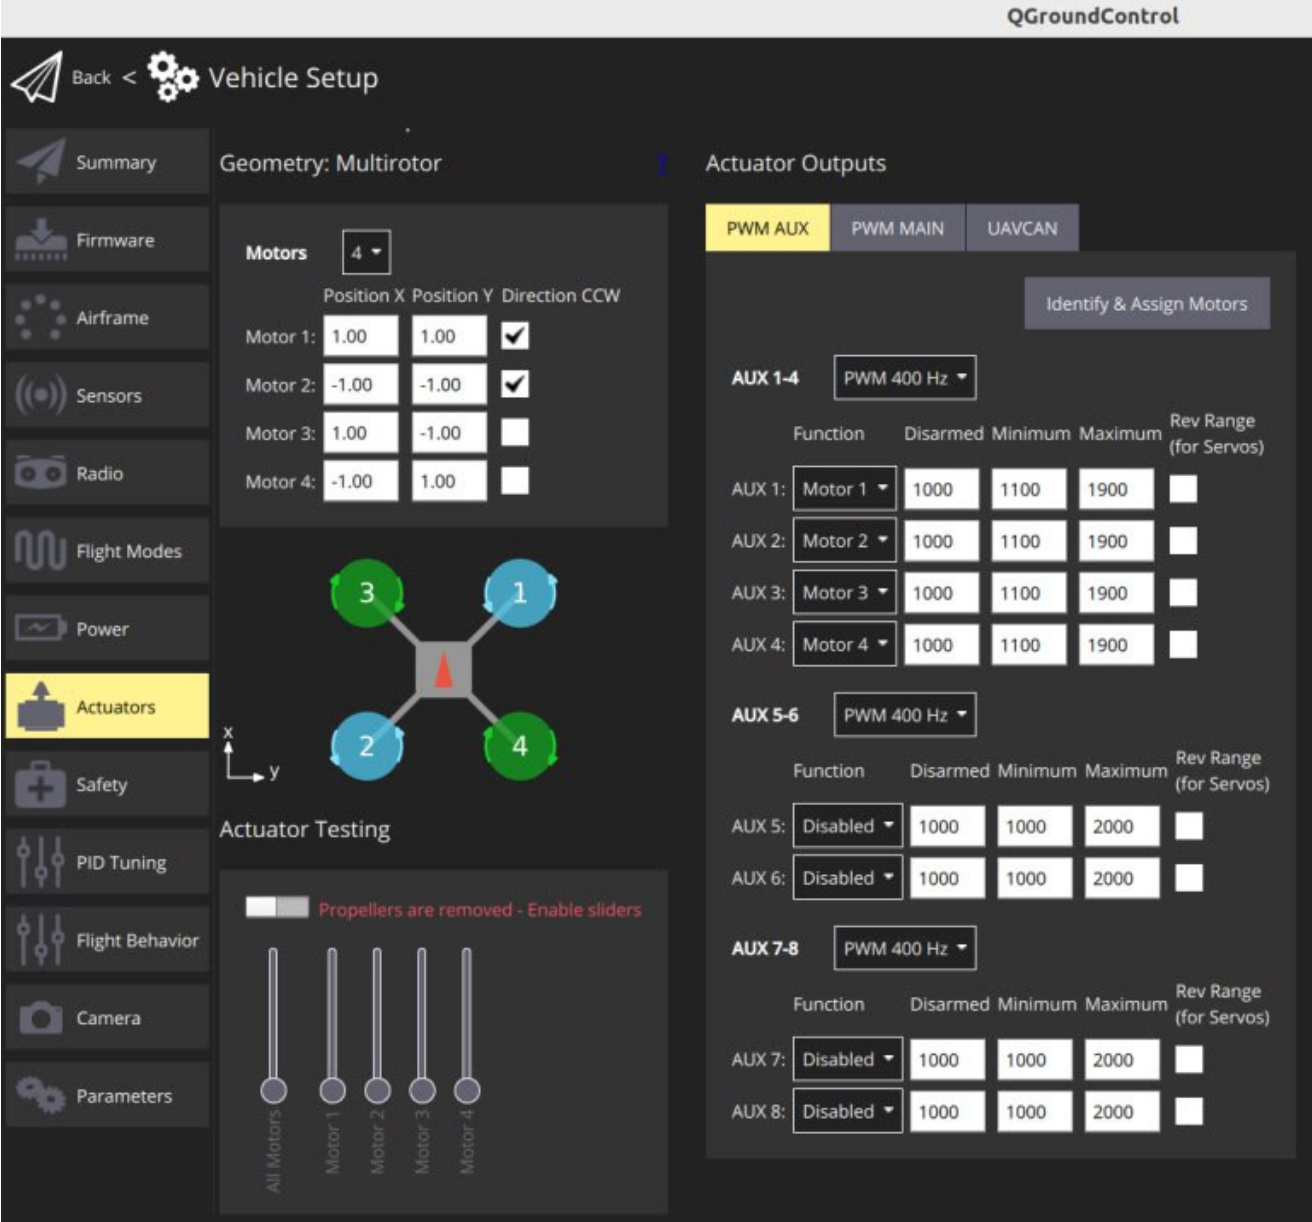 QGroundControl
Back < Vehicle Setup
Summary
Firmware
Airframe
Sensors
Radio
Flight Modes
Power
Actuators
Safety
PID Tuning
Flight Behavior
Camera
Parameters
Geometry: Multirotor
Motors 4
Position X Position Y Direction CCW
Motor 1: 1.00 1.00
Motor 2: -1.00 -1.00
Motor 3: 1.00 -1.00
Motor 4: -1.00 1.00
3 1
2 4
x
y
Actuator Testing
Propellers are removed - Enable sliders
All Motors
Motor 1
Motor 2
Motor 3
Motor 4
Actuator Outputs
PWM AUX PWM MAIN UAVCAN
Identify & Assign Motors
AUX 1-4 PWM 400 Hz
Function Disarmed Minimum Maximum Rev Range
(for Servos)
AUX 1: Motor 1 1000 1100 1900
AUX 2: Motor 2 1000 1100 1900
AUX 3: Motor 3 1000 1100 1900
AUX 4: Motor 4 1000 1100 1900
AUX 5-6 PWM 400 Hz
Function Disarmed Minimum Maximum Rev Range
(for Servos)
AUX 5: Disabled 1000 1000 2000
AUX 6: Disabled 1000 1000 2000
AUX 7-8 PWM 400 Hz
Function Disarmed Minimum Maximum Rev Range
(for Servos)
AUX 7: Disabled 1000 1000 2000
AUX 8: Disabled 1000 1000 2000